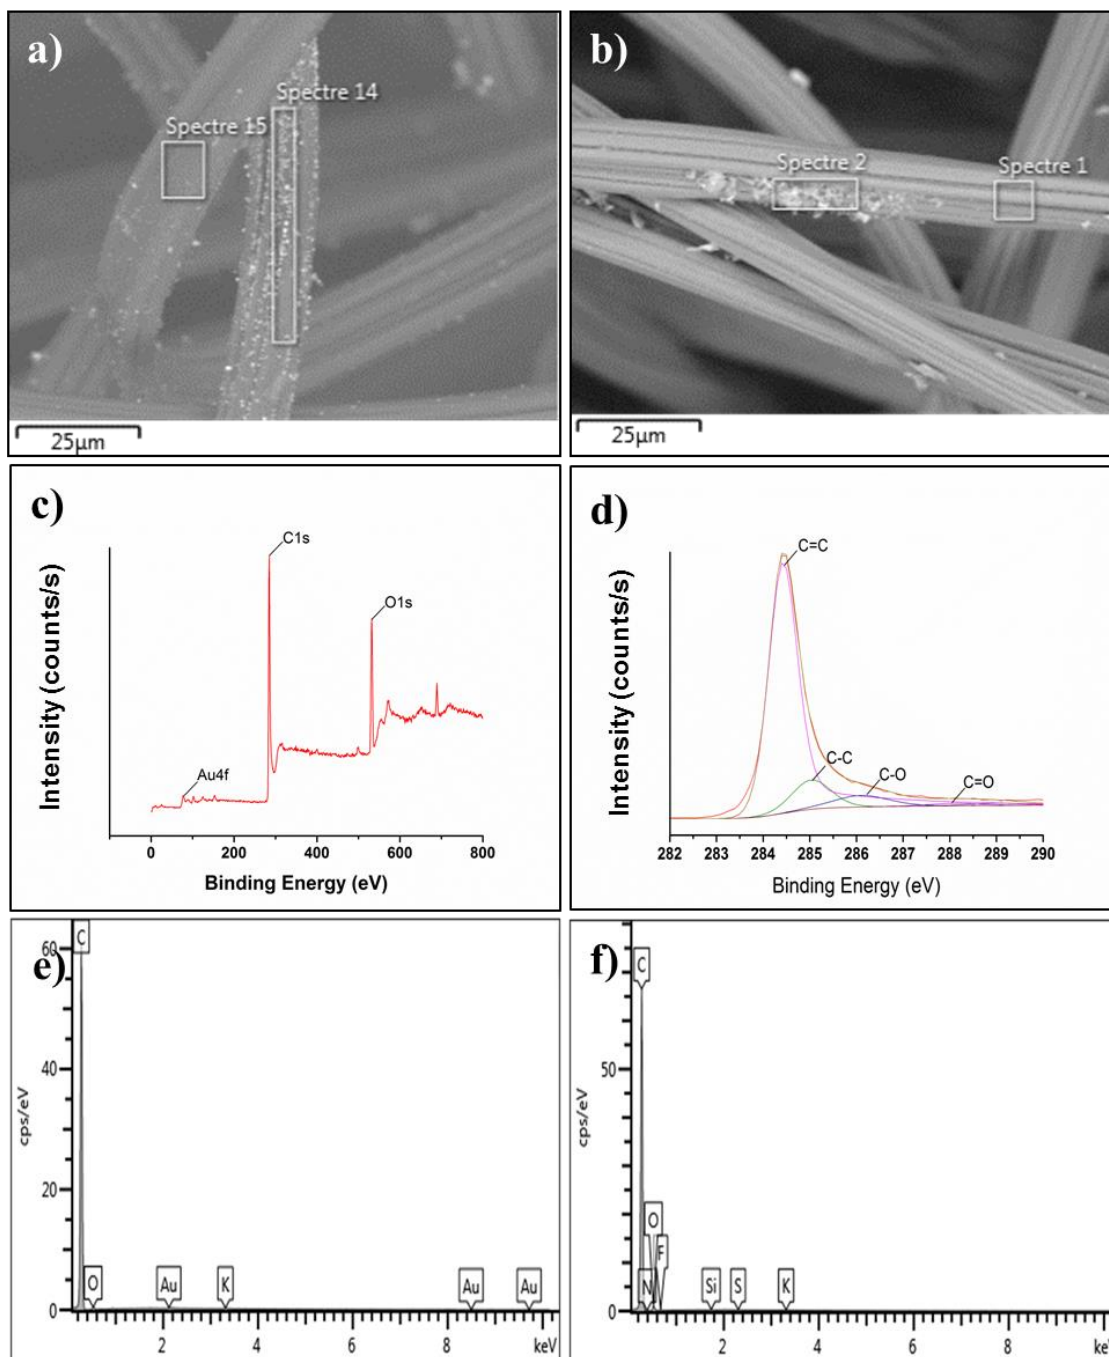 a)
Spectre 14
Spectre 15
25µm
b)
Spectre 2
Spectre 1
25µm
c)
C1s
O1s
Au4f
Intensity (counts/s)
0 200 400 600 800
Binding Energy (eV)
d)
C=C
C-C
C-O
C=O
Intensity (counts/s)
282 283 284 285 286 287 288 289 290
Binding Energy (eV)
e)
C
60
40
20
0
cps/eV
O Au K Au Au
2 4 6 8 keV
f)
C
50
0
cps/eV
O
F
N Si S K
2 4 6 8 ke